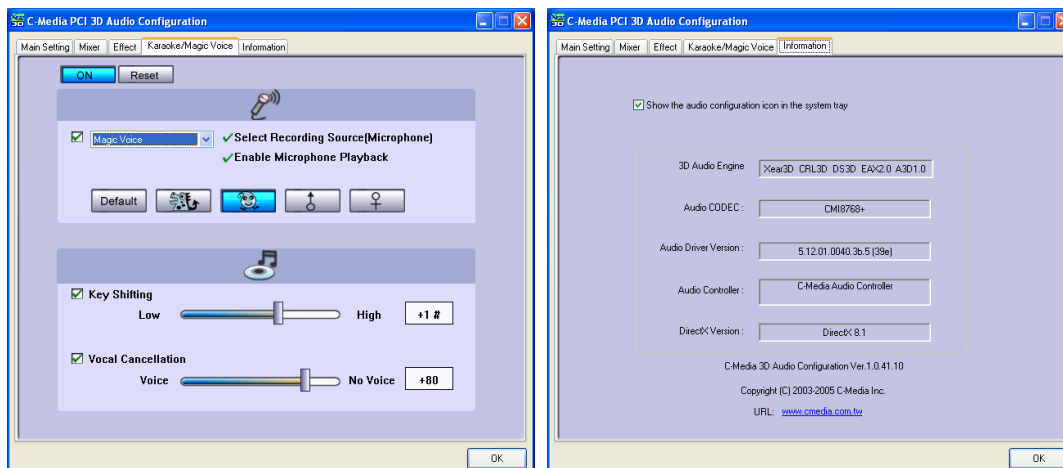 C-Media PCI 3D Audio Configuration
Main Setting Mixer Effect Karaoke/Magic Voice Information
ON Reset
Magic Voice
✓Select Recording Source(Microphone)
✓Enable Microphone Playback
Default
Key Shifting
Low High +1 #
Vocal Cancellation
Voice No Voice +80
OK
C-Media PCI 3D Audio Configuration
Main Setting Mixer Effect Karaoke/Magic Voice Information
Show the audio configuration icon in the system tray
3D Audio Engine Xear3D CRL3D DS3D EAX2.0 A3D1.0
Audio CODEC : CMI8768+
Audio Driver Version : 5.12.01.0040.3b.5 (39e)
Audio Controller : C-Media Audio Controller
DirectX Version : DirectX 8.1
C-Media 3D Audio Configuration Ver.1.0.41.10
Copyright (C) 2003-2005 C-Media Inc.
URL: www.cmedia.com.tw
OK